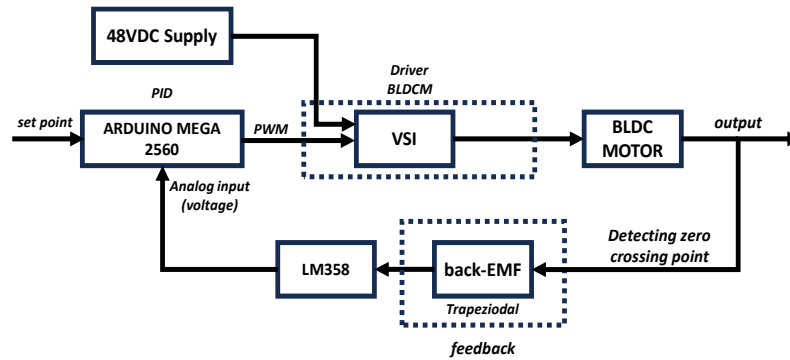 48VDC Supply
Driver
BLDCM
PID
set point
ARDUINO MEGA
2560
PWM
VSI
BLDC
MOTOR
output
Analog input
(voltage)
LM358
back-EMF
Trapeziodal
Detecting zero
crossing point
feedback